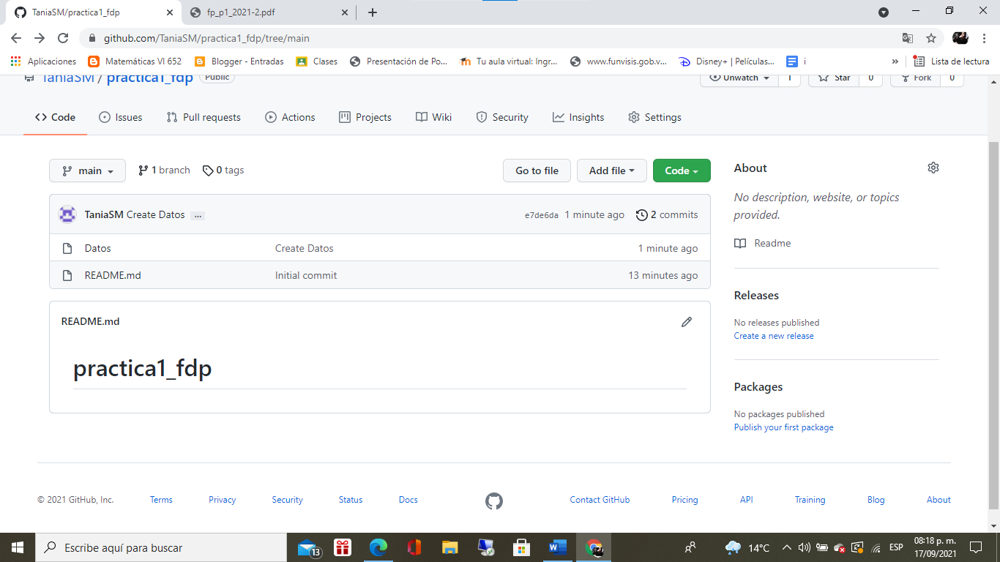 TaniaSM/practica1_fdp
fp_p1_2021-2.pdf
github.com/TaniaSM/practica1_fdp/tree/main
Aplicaciones Matemáticas VI 652 Blogger - Entradas Clases Presentación de Po... Tu aula virtual: Ingr... www.funvisis.gob.v... Disney+ | Películas... i » Lista de lectura
TaniaSM / practica1_fdp Public Unwatch 1 Star 0 Fork 0
Code Issues Pull requests Actions Projects Wiki Security Insights Settings
main 1 branch 0 tags Go to file Add file Code
TaniaSM Create Datos ... e7de6da 1 minute ago 2 commits
Datos Create Datos 1 minute ago
README.md Initial commit 13 minutes ago
README.md
practica1_fdp
About
No description, website, or topics
provided.
Readme
Releases
No releases published
Create a new release
Packages
No packages published
Publish your first package
© 2021 GitHub, Inc. Terms Privacy Security Status Docs Contact GitHub Pricing API Training Blog About
Escribe aquí para buscar 13 14°C ESP 08:18 p. m.
17/09/2021